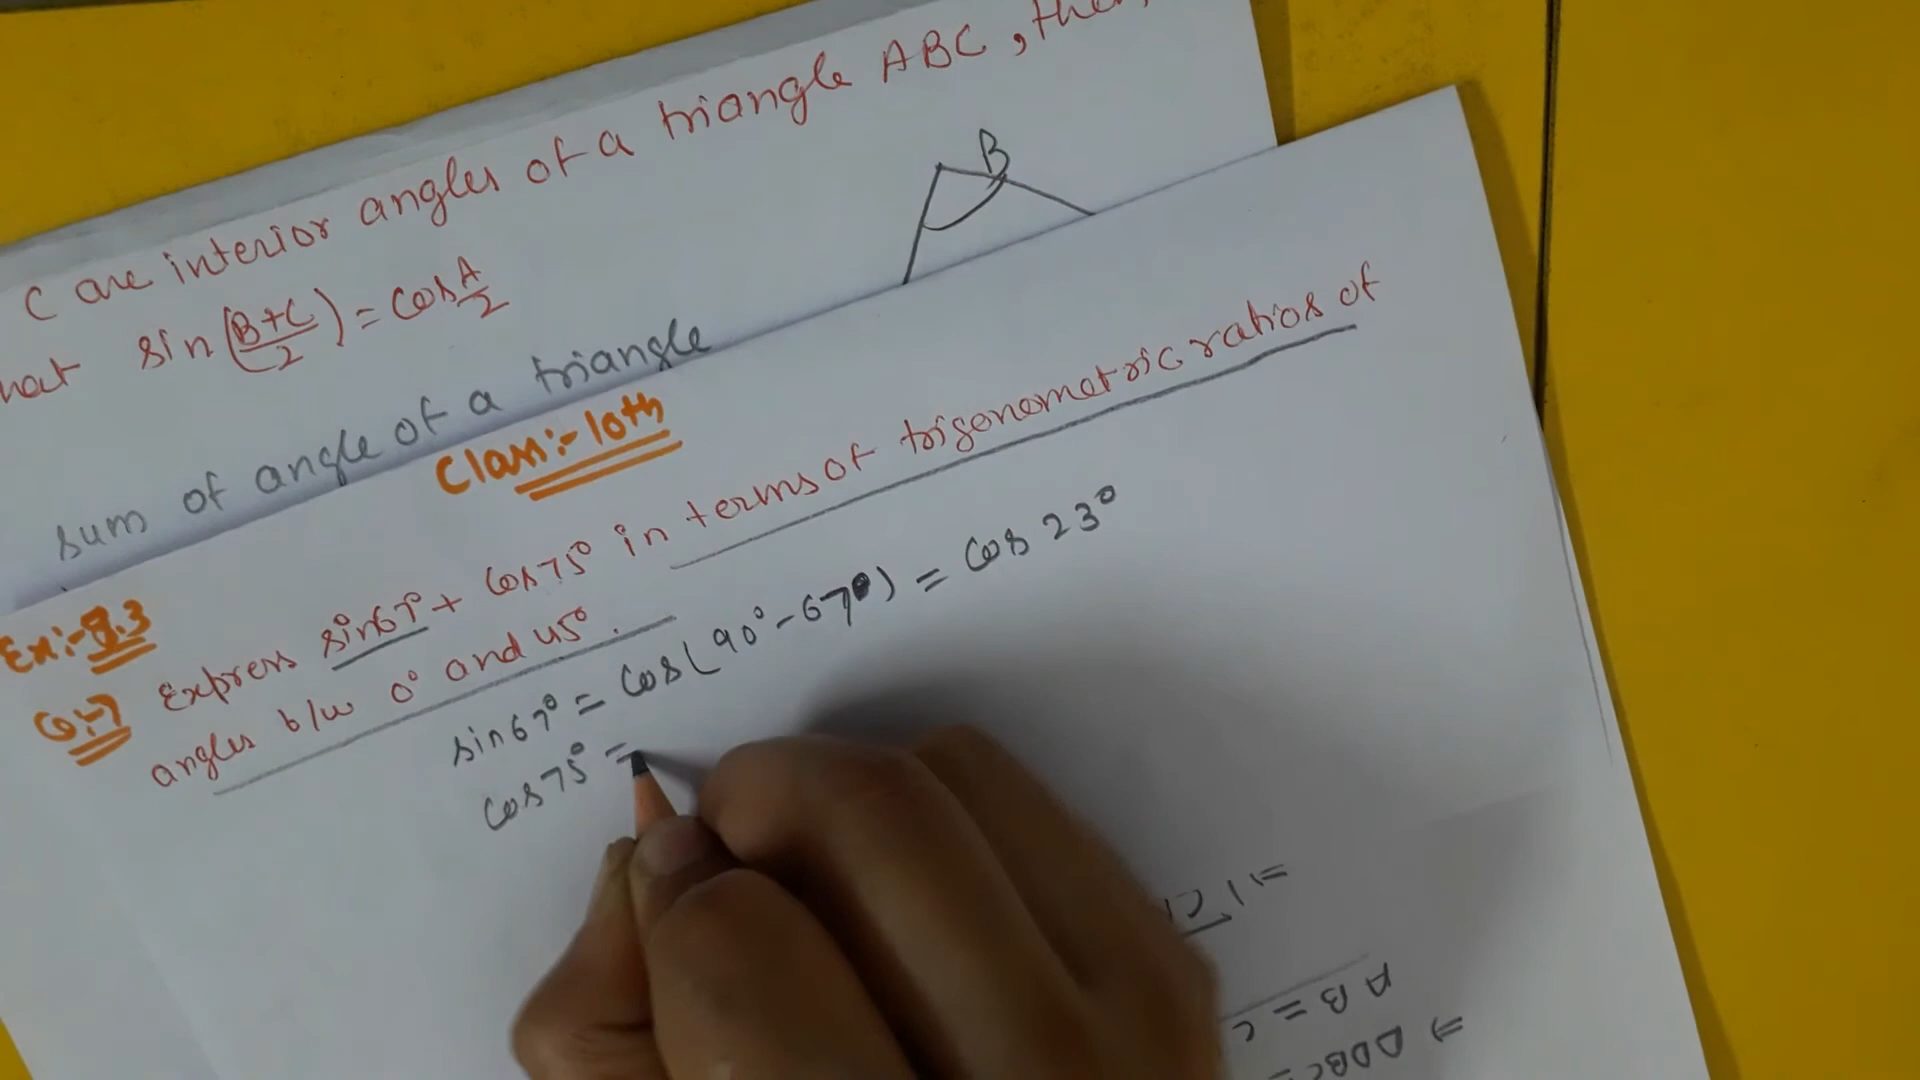 C are interior angles of a triangle ABC, then
hat sin(B+C/2) = cos A/2
B
sum of angle of a triangle
Class:- 10th
Ex:- 8.3
Q:-7 Express sin67° + cos75° in terms of trigonometric ratios of
angles b/w 0° and 45°.
sin67° = cos(90°-67°) = cos 23°
cos75° =
A B = C
⇒ ΔDBC =